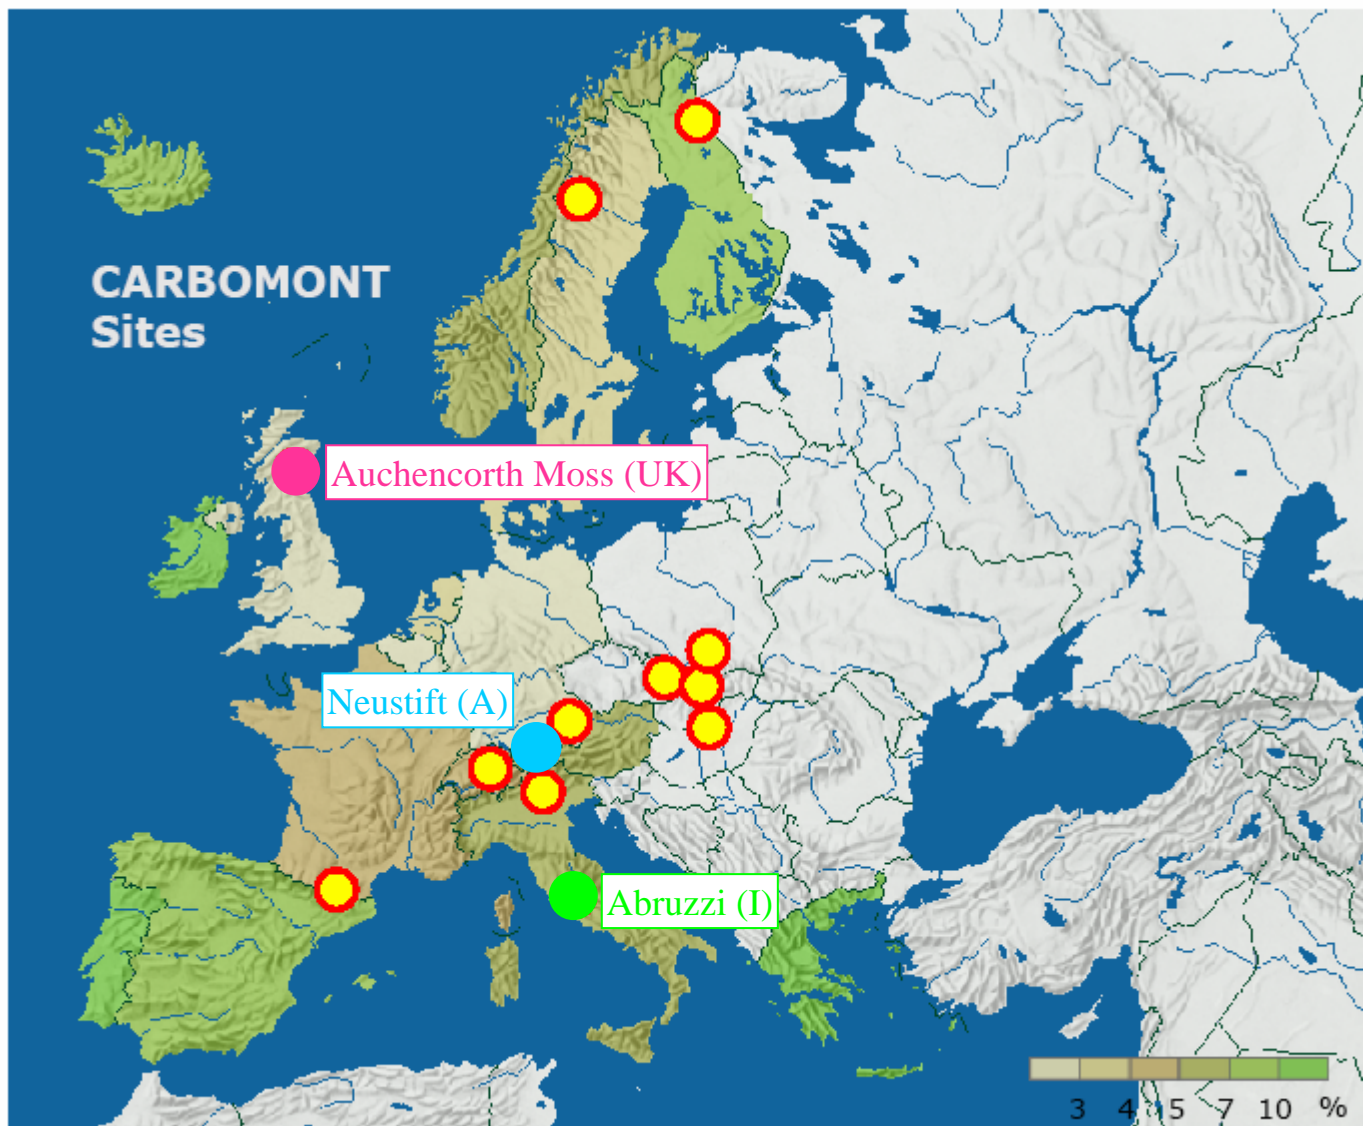 CARBOMONT
Sites
Auchencorth Moss (UK)
Neustift (A)
Abruzzi (I)
3 4 5 7 10 %